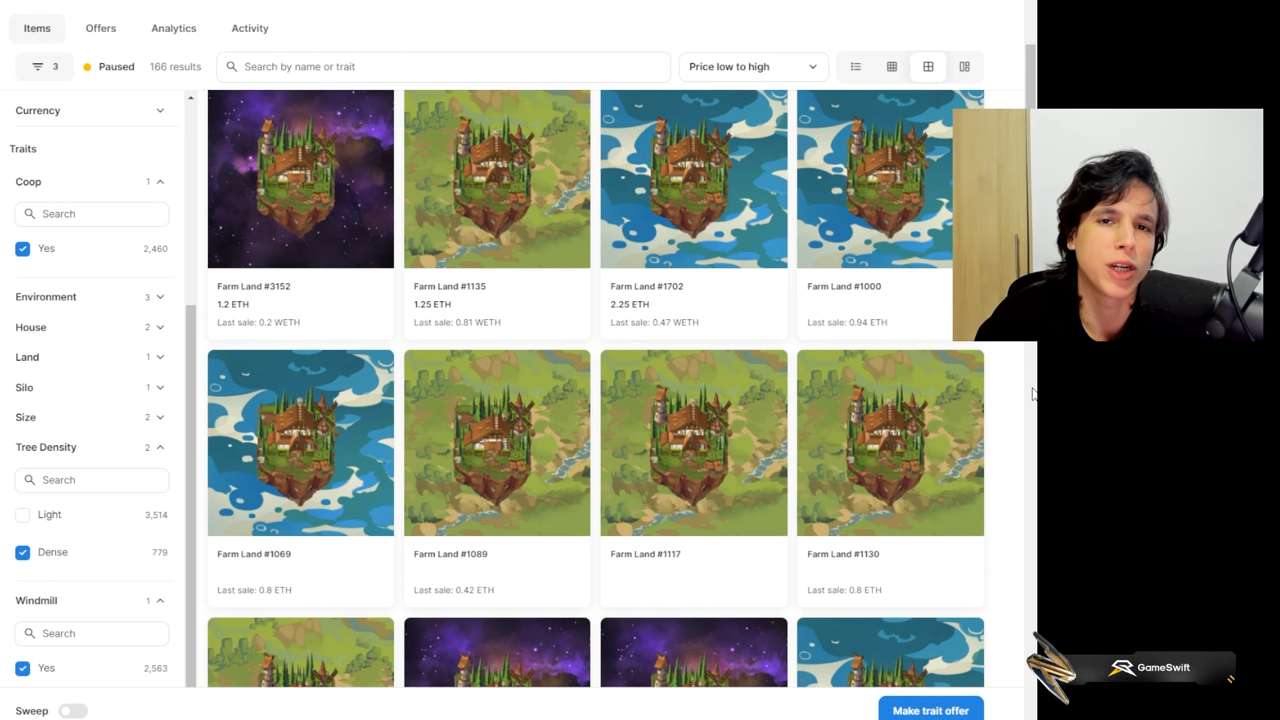 Items
Offers
Analytics
Activity
3
Paused
166 results
Search by name or trait
Price low to high
Currency
Traits
Coop 1
Search
Yes 2,460
Environment 3
House 2
Land 1
Silo 1
Size 2
Tree Density 2
Search
Light 3,514
Dense 779
Windmill 1
Search
Yes 2,563
Sweep
Farm Land #3152
1.2 ETH
Last sale: 0.2 WETH
Farm Land #1135
1.25 ETH
Last sale: 0.81 WETH
Farm Land #1702
2.25 ETH
Last sale: 0.47 WETH
Farm Land #1000
Last sale: 0.94 ETH
Farm Land #1069
Last sale: 0.8 ETH
Farm Land #1089
Last sale: 0.42 ETH
Farm Land #1117
Farm Land #1130
Last sale: 0.8 ETH
Make trait offer
GameSwift